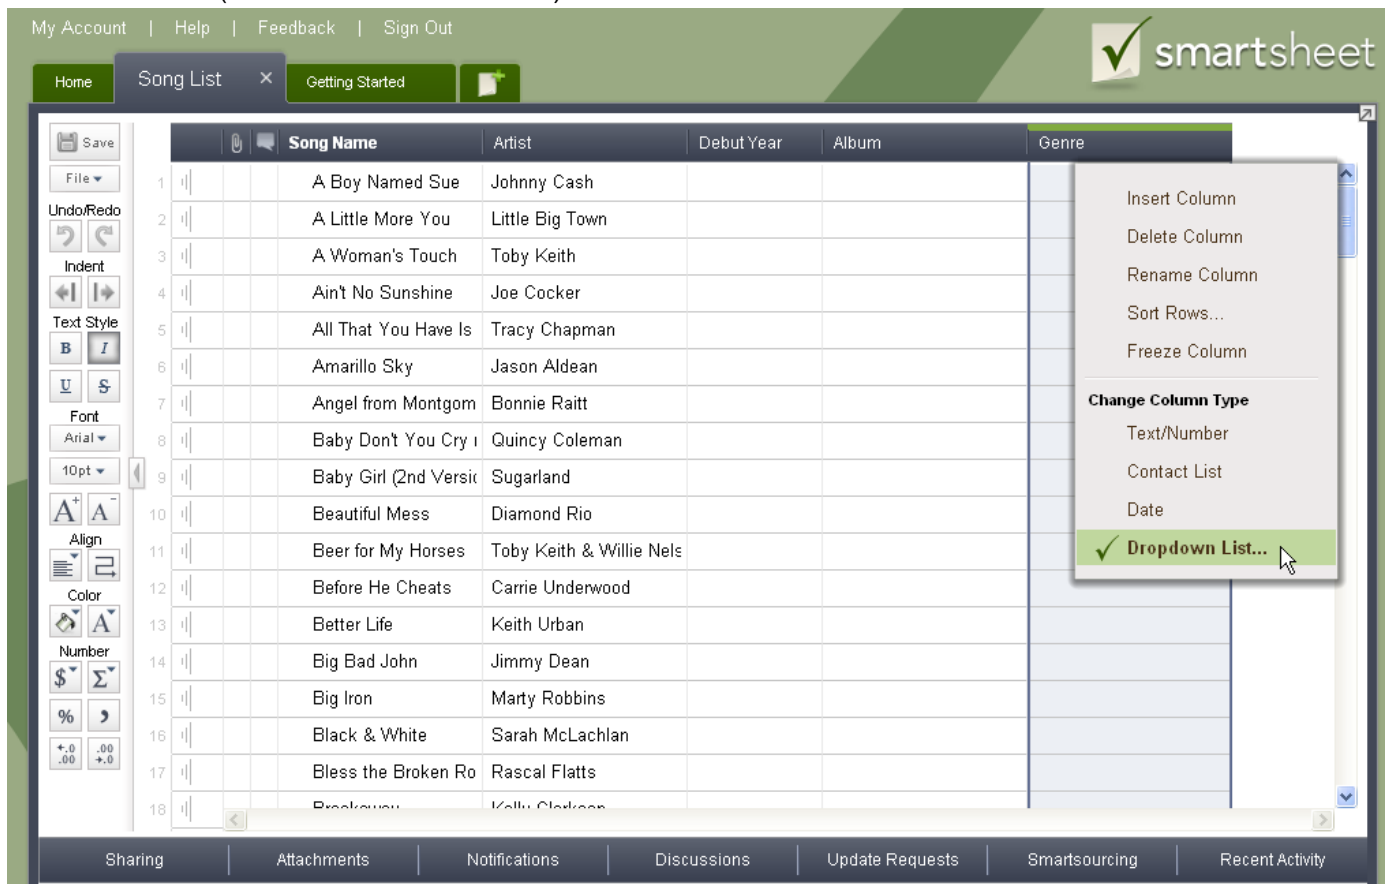 My Account | Help | Feedback | Sign Out
smartsheet
Home Song List × Getting Started
Save
File
Undo/Redo
Indent
Text Style
B I
U S
Font
Arial
10pt
A+ A-
Align
Color
A
Number
$ Σ
% ,
←.0 .00
.00 →.0
Song Name Artist Debut Year Album Genre
1 A Boy Named Sue Johnny Cash
2 A Little More You Little Big Town
3 A Woman's Touch Toby Keith
4 Ain't No Sunshine Joe Cocker
5 All That You Have Is Tracy Chapman
6 Amarillo Sky Jason Aldean
7 Angel from Montgom Bonnie Raitt
8 Baby Don't You Cry Quincy Coleman
9 Baby Girl (2nd Versic Sugarland
10 Beautiful Mess Diamond Rio
11 Beer for My Horses Toby Keith & Willie Nels
12 Before He Cheats Carrie Underwood
13 Better Life Keith Urban
14 Big Bad John Jimmy Dean
15 Big Iron Marty Robbins
16 Black & White Sarah McLachlan
17 Bless the Broken Ro Rascal Flatts
18 Breakaway Kelly Clarkson
Insert Column
Delete Column
Rename Column
Sort Rows...
Freeze Column
Change Column Type
Text/Number
Contact List
Date
Dropdown List...
Sharing Attachments Notifications Discussions Update Requests Smartsourcing Recent Activity